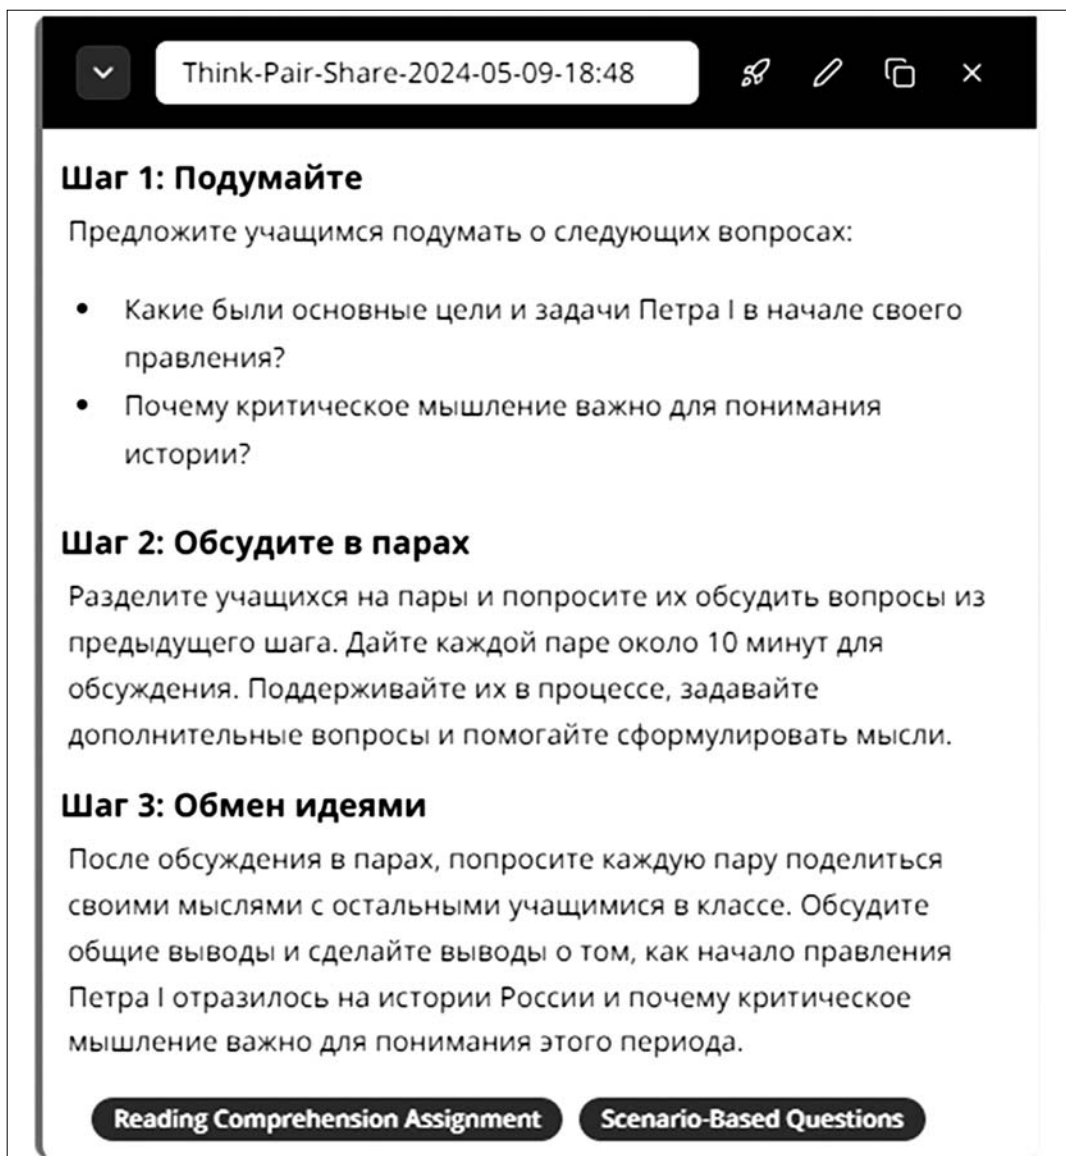 Think-Pair-Share-2024-05-09-18:48
Шаг 1: Подумайте
Предложите учащимся подумать о следующих вопросах:
• Какие были основные цели и задачи Петра I в начале своего
правления?
• Почему критическое мышление важно для понимания
истории?
Шаг 2: Обсудите в парах
Разделите учащихся на пары и попросите их обсудить вопросы из
предыдущего шага. Дайте каждой паре около 10 минут для
обсуждения. Поддерживайте их в процессе, задавайте
дополнительные вопросы и помогайте сформулировать мысли.
Шаг 3: Обмен идеями
После обсуждения в парах, попросите каждую пару поделиться
своими мыслями с остальными учащимися в классе. Обсудите
общие выводы и сделайте выводы о том, как начало правления
Петра I отразилось на истории России и почему критическое
мышление важно для понимания этого периода.
Reading Comprehension Assignment
Scenario-Based Questions